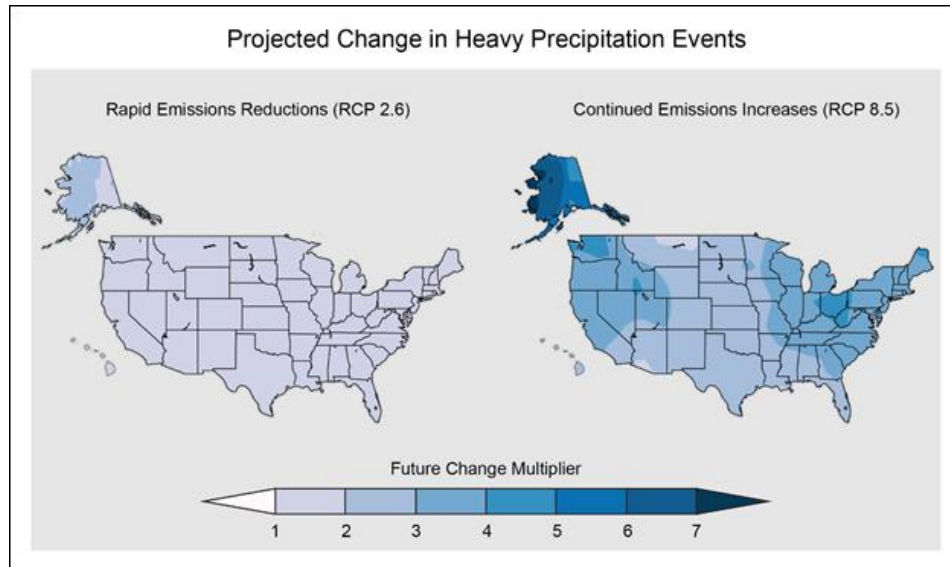 Projected Change in Heavy Precipitation Events
Rapid Emissions Reductions (RCP 2.6)
Continued Emissions Increases (RCP 8.5)
Future Change Multiplier
1 2 3 4 5 6 7